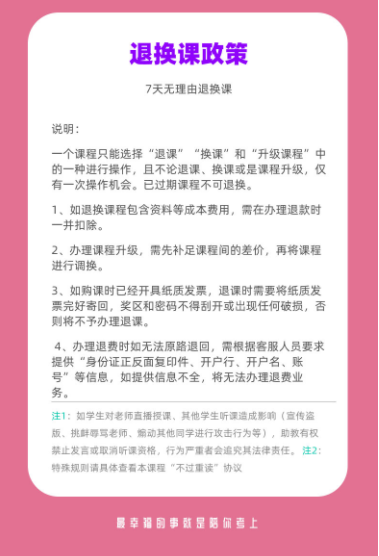 退换课政策
7天无理由退换课
说明：
一个课程只能选择“退课”“换课”和“升级课程”中
的一种进行操作，且不论退课、换课或是课程升级，仅
有一次操作机会。已过期课程不可退换。
1、如退换课程包含资料等成本费用，需在办理退款时
一并扣除。
2、办理课程升级，需先补足课程间的差价，再将课程
进行调换。
3、如购课时已经开具纸质发票，退课时需要将纸质发
票完好寄回，奖区和密码不得刮开或出现任何破损，否
则将不予办理退课。
4、办理退费时如无法原路退回，需根据客服人员要求
提供“身份证正反面复印件、开户行、开户名、账
号”等信息，如提供信息不全，将无法办理退费业
务。
注1：如学生对老师直播授课、其他学生听课造成影响（宣传盗
版、挑衅辱骂老师、煽动其他同学进行攻击行为等），助教有权
禁止发言或取消听课资格，行为严重者会追究其法律责任。 注2：
特殊规则请具体查看本课程“不过重读”协议
最幸福的事就是陪你考上